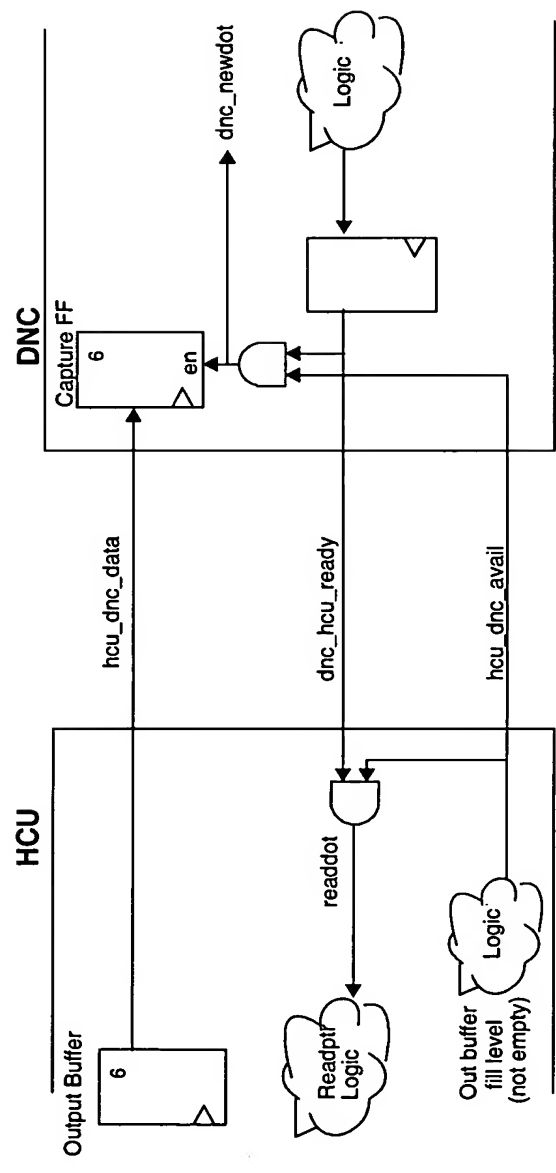 HCU
DNC
Output Buffer
6
hcu_dnc_data
Capture FF
6
en
dnc_newdot
Readptr
Logic
readdot
dnc_hcu_ready
Logic
Out buffer
fill level
(not empty)
Logic
hcu_dnc_avail